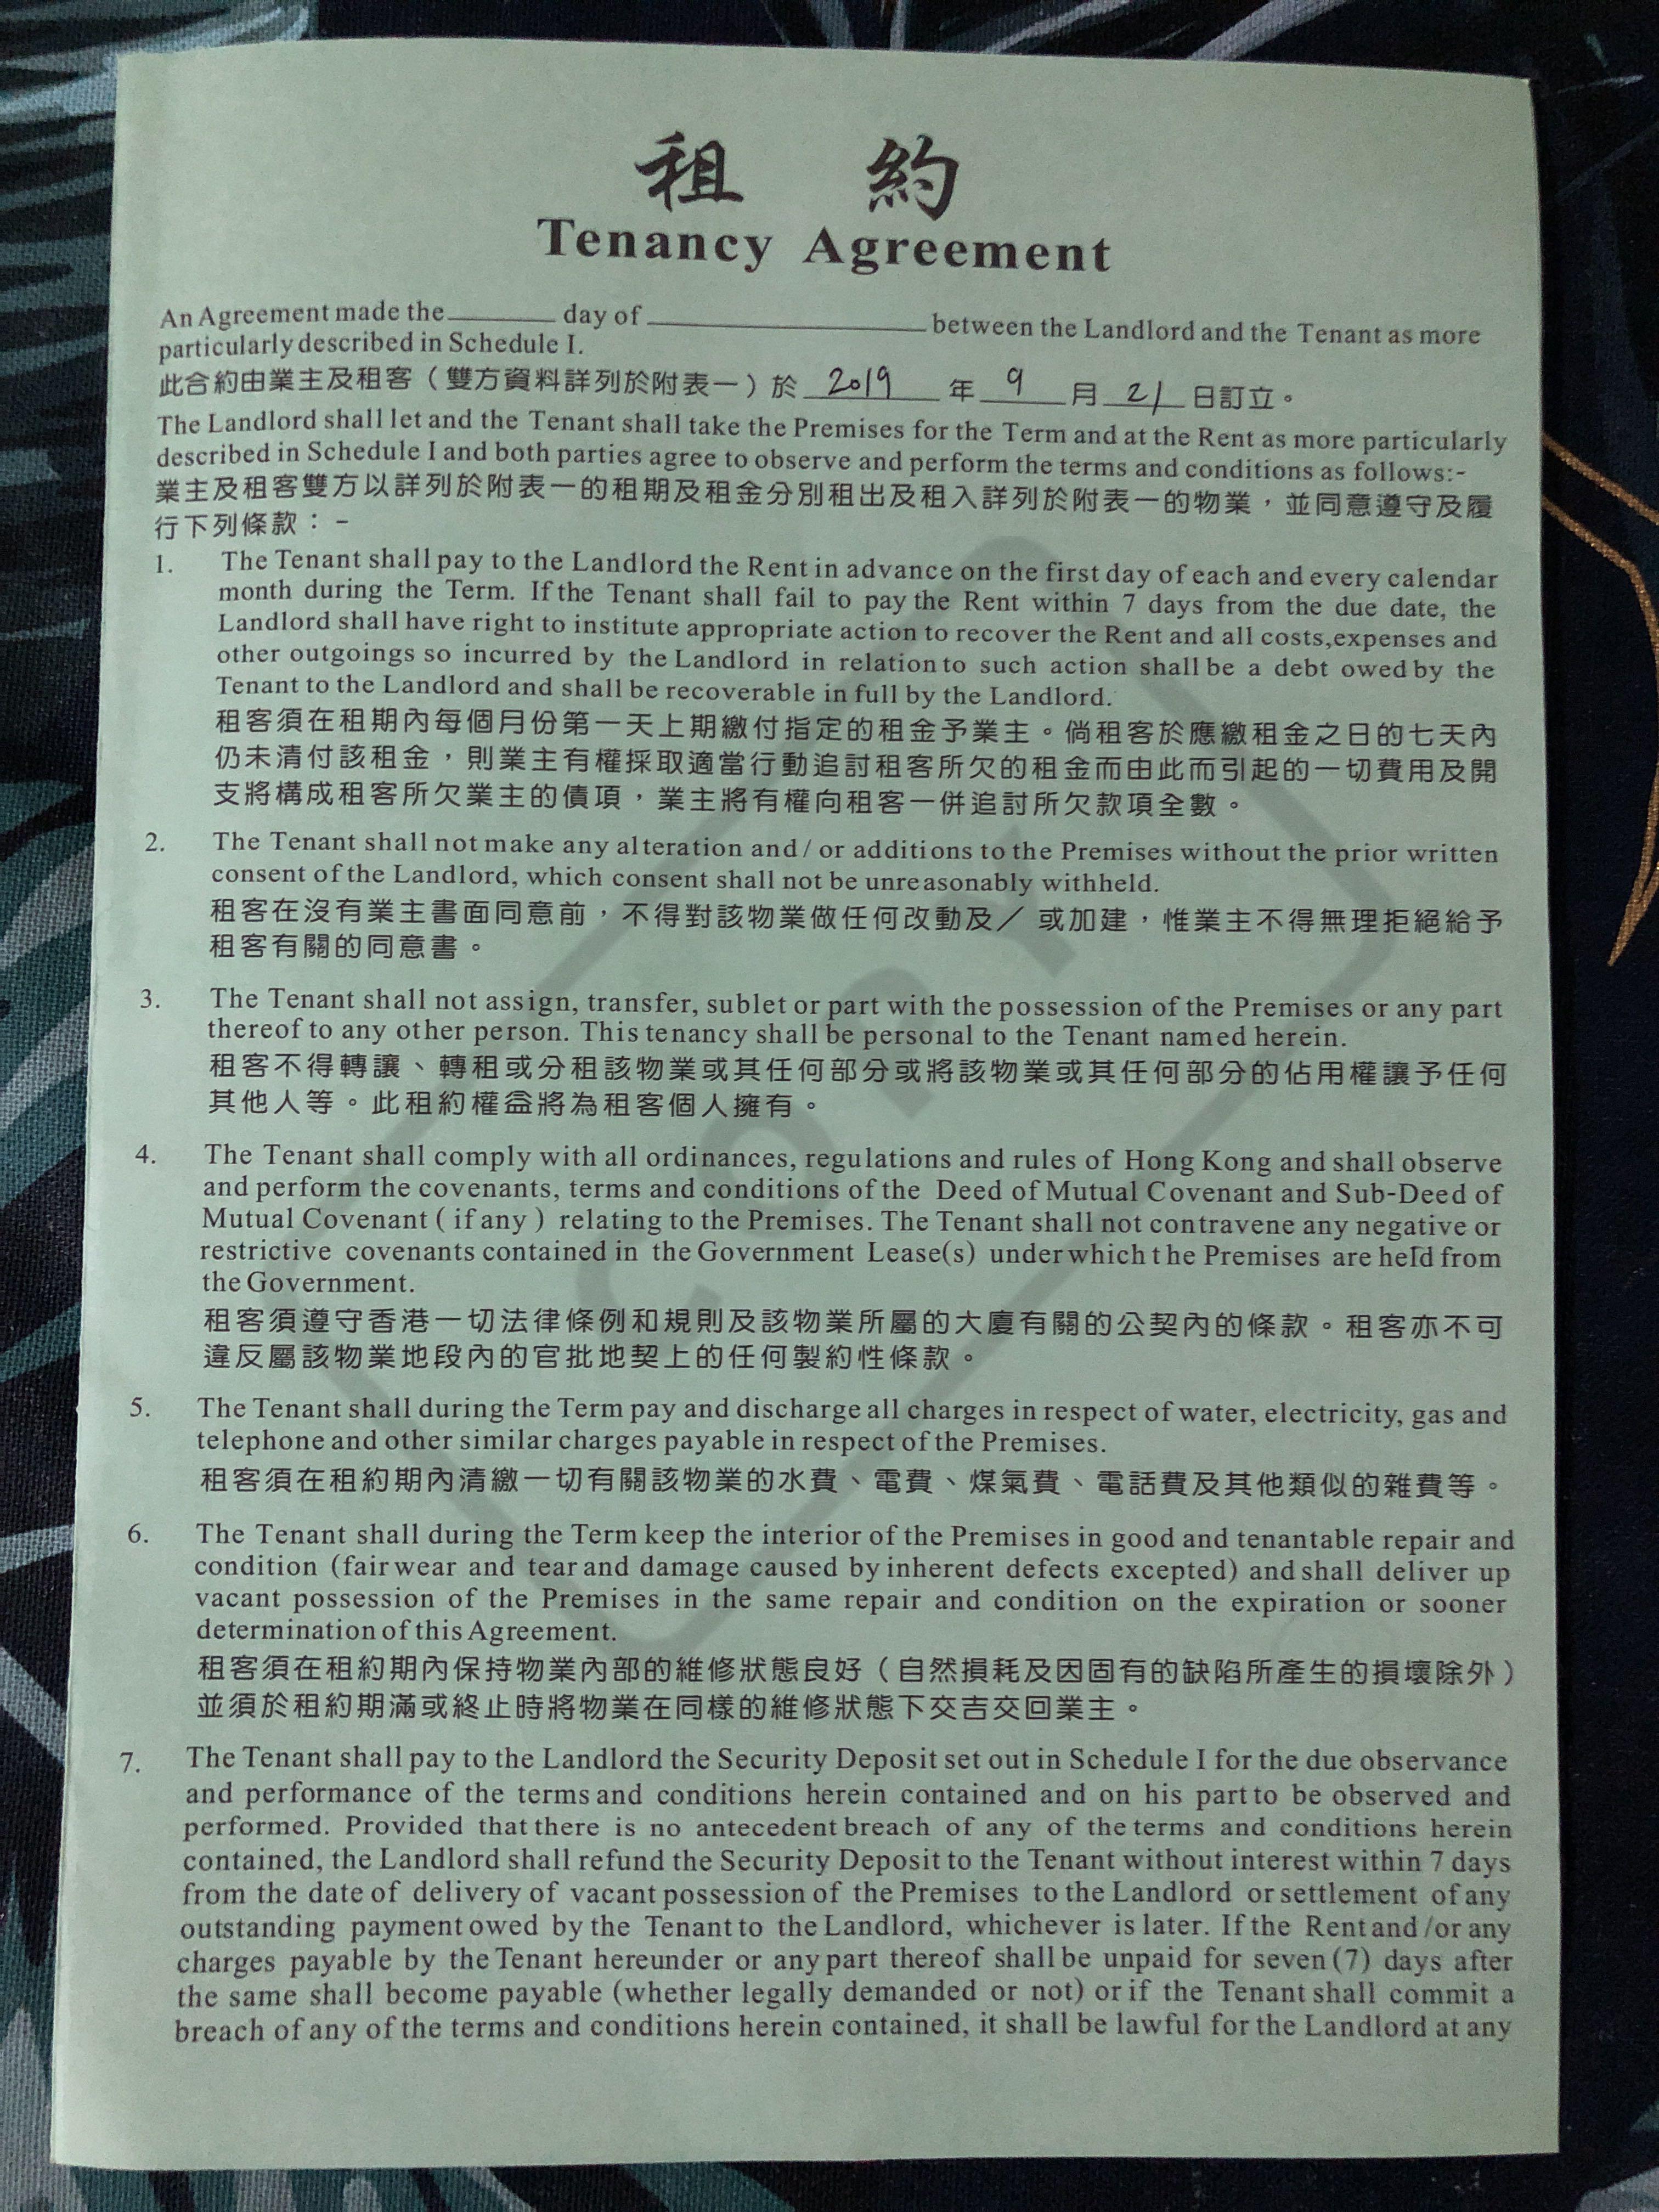 租 約
Tenancy Agreement
An Agreement made the________ day of ____________________ between the Landlord and the Tenant as more
particularly described in Schedule I.
此合約由業主及租客（雙方資料詳列於附表一）於 2019 年 9 月 21 日訂立。
The Landlord shall let and the Tenant shall take the Premises for the Term and at the Rent as more particularly
described in Schedule I and both parties agree to observe and perform the terms and conditions as follows:-
業主及租客雙方以詳列於附表一的租期及租金分別租出及租入詳列於附表一的物業，並同意遵守及履
行下列條款：-
1. The Tenant shall pay to the Landlord the Rent in advance on the first day of each and every calendar
month during the Term. If the Tenant shall fail to pay the Rent within 7 days from the due date, the
Landlord shall have right to institute appropriate action to recover the Rent and all costs,expenses and
other outgoings so incurred by the Landlord in relation to such action shall be a debt owed by the
Tenant to the Landlord and shall be recoverable in full by the Landlord.
租客須在租期內每個月份第一天上期繳付指定的租金予業主。倘租客於應繳租金之日的七天內
仍未清付該租金，則業主有權採取適當行動追討租客所欠的租金而由此而引起的一切費用及開
支將構成租客所欠業主的債項，業主將有權向租客一併追討所欠款項全數。
2. The Tenant shall not make any alteration and / or additions to the Premises without the prior written
consent of the Landlord, which consent shall not be unreasonably withheld.
租客在沒有業主書面同意前，不得對該物業做任何改動及／或加建，惟業主不得無理拒絕給予
租客有關的同意書。
3. The Tenant shall not assign, transfer, sublet or part with the possession of the Premises or any part
thereof to any other person. This tenancy shall be personal to the Tenant named herein.
租客不得轉讓、轉租或分租該物業或其任何部分或將該物業或其任何部分的佔用權讓予任何
其他人等。此租約權益將為租客個人擁有。
4. The Tenant shall comply with all ordinances, regulations and rules of Hong Kong and shall observe
and perform the covenants, terms and conditions of the Deed of Mutual Covenant and Sub-Deed of
Mutual Covenant ( if any ) relating to the Premises. The Tenant shall not contravene any negative or
restrictive covenants contained in the Government Lease(s) under which the Premises are held from
the Government.
租客須遵守香港一切法律條例和規則及該物業所屬的大廈有關的公契內的條款。租客亦不可
違反屬該物業地段內的官批地契上的任何製約性條款。
5. The Tenant shall during the Term pay and discharge all charges in respect of water, electricity, gas and
telephone and other similar charges payable in respect of the Premises.
租客須在租約期內清繳一切有關該物業的水費、電費、煤氣費、電話費及其他類似的雜費等。
6. The Tenant shall during the Term keep the interior of the Premises in good and tenantable repair and
condition (fair wear and tear and damage caused by inherent defects excepted) and shall deliver up
vacant possession of the Premises in the same repair and condition on the expiration or sooner
determination of this Agreement.
租客須在租約期內保持物業內部的維修狀態良好（自然損耗及因固有的缺陷所產生的損壞除外）
並須於租約期滿或終止時將物業在同樣的維修狀態下交吉交回業主。
7. The Tenant shall pay to the Landlord the Security Deposit set out in Schedule I for the due observance
and performance of the terms and conditions herein contained and on his part to be observed and
performed. Provided that there is no antecedent breach of any of the terms and conditions herein
contained, the Landlord shall refund the Security Deposit to the Tenant without interest within 7 days
from the date of delivery of vacant possession of the Premises to the Landlord or settlement of any
outstanding payment owed by the Tenant to the Landlord, whichever is later. If the Rent and /or any
charges payable by the Tenant hereunder or any part thereof shall be unpaid for seven (7) days after
the same shall become payable (whether legally demanded or not) or if the Tenant shall commit a
breach of any of the terms and conditions herein contained, it shall be lawful for the Landlord at any
COPY